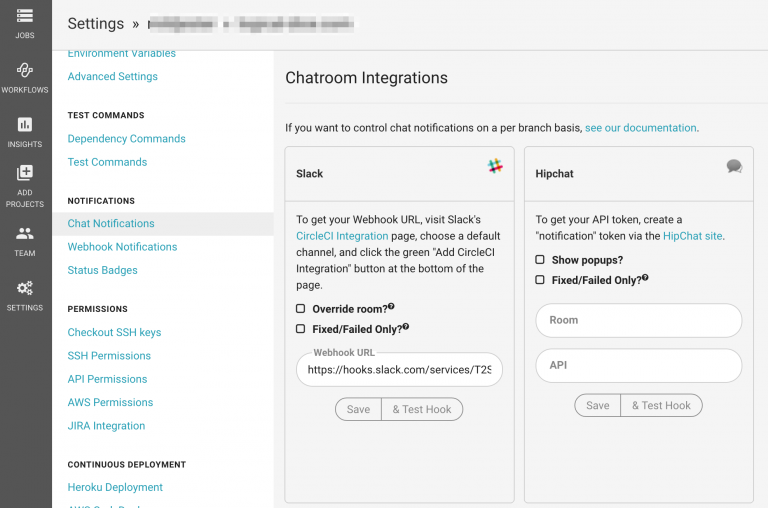 JOBS
WORKFLOWS
INSIGHTS
ADD
PROJECTS
TEAM
SETTINGS
Settings »
Environment Variables
Advanced Settings
TEST COMMANDS
Dependency Commands
Test Commands
NOTIFICATIONS
Chat Notifications
Webhook Notifications
Status Badges
PERMISSIONS
Checkout SSH keys
SSH Permissions
API Permissions
AWS Permissions
JIRA Integration
CONTINUOUS DEPLOYMENT
Heroku Deployment
Chatroom Integrations
If you want to control chat notifications on a per branch basis, see our documentation.
Slack
To get your Webhook URL, visit Slack's
CircleCI Integration page, choose a default
channel, and click the green "Add CircleCI
Integration" button at the bottom of the
page.
Override room??
Fixed/Failed Only??
Webhook URL
https://hooks.slack.com/services/T2S
Save & Test Hook
Hipchat
To get your API token, create a
"notification" token via the HipChat site.
Show popups?
Fixed/Failed Only??
Room
API
Save & Test Hook